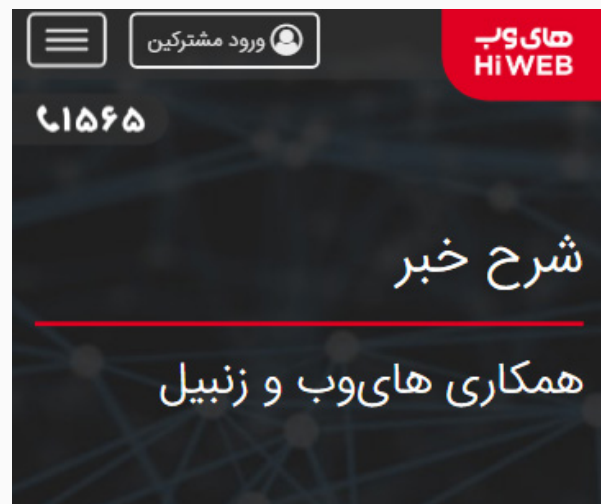 های‌وب
HiWEB
ورود مشترکین
۱۵۶۵
شرح خبر
همکاری های‌وب و زنبیل